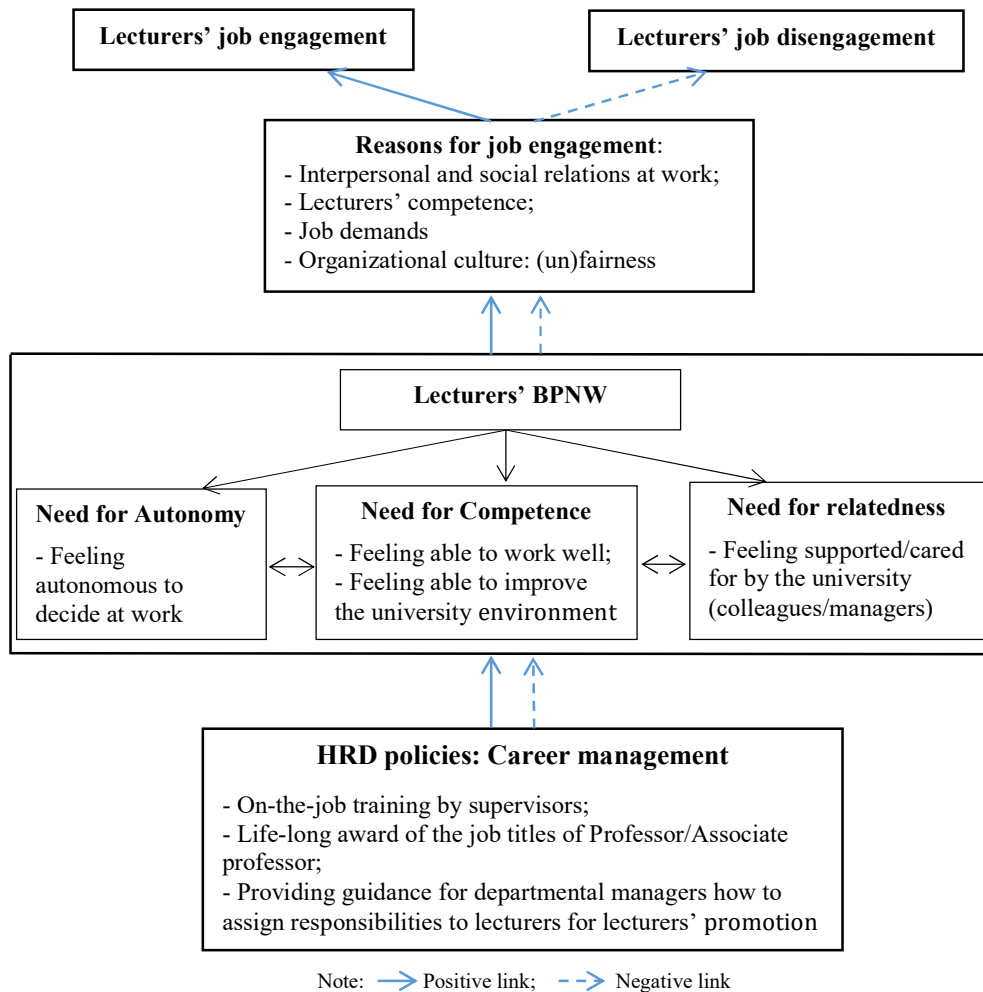 Lecturers’ job engagement
Lecturers’ job disengagement
Reasons for job engagement:
- Interpersonal and social relations at work;
- Lecturers’ competence;
- Job demands
- Organizational culture: (un)fairness
Lecturers’ BPNW
Need for Autonomy
- Feeling
autonomous to
decide at work
Need for Competence
- Feeling able to work well;
- Feeling able to improve
the university environment
Need for relatedness
- Feeling supported/cared
for by the university
(colleagues/managers)
HRD policies: Career management
- On-the-job training by supervisors;
- Life-long award of the job titles of Professor/Associate
professor;
- Providing guidance for departmental managers how to
assign responsibilities to lecturers for lecturers’ promotion
Note: Positive link; Negative link